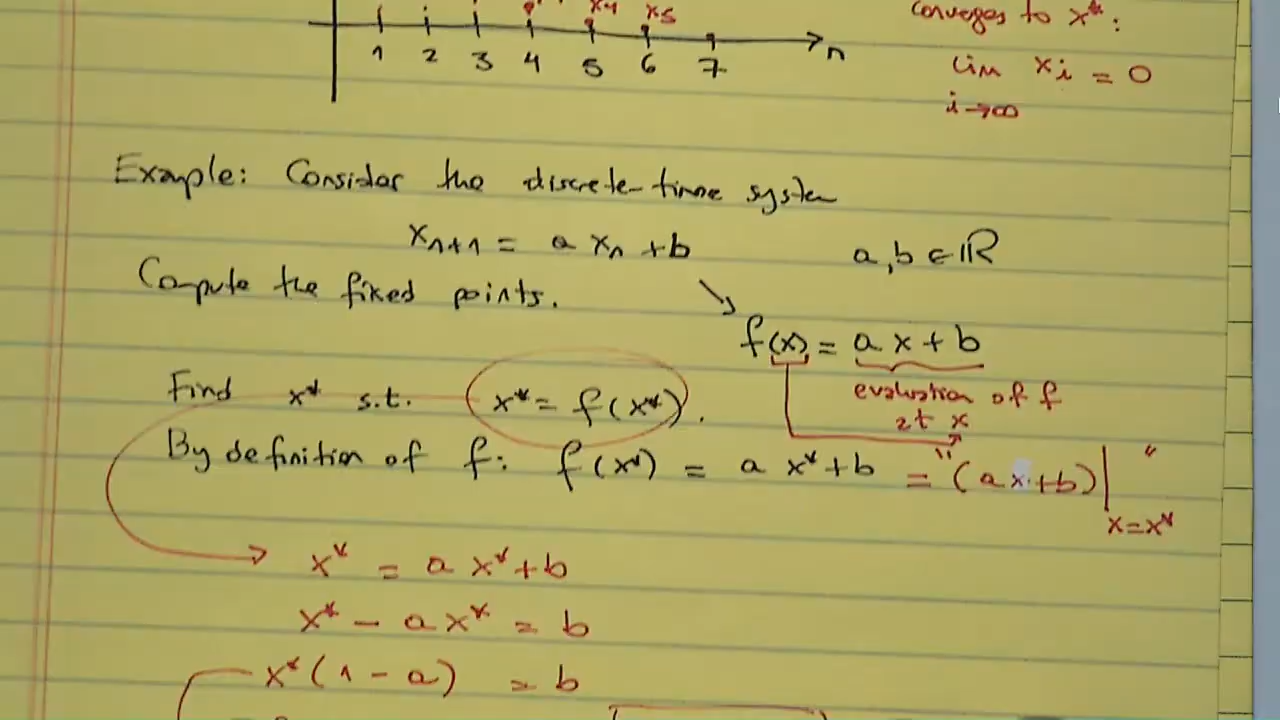 x4 x5
1 2 3 4 5 6 7 n
converges to x*:
lim xi = 0
i→∞
Example: Consider the discrete-time system
xn+1 = a xn + b a, b ∈ ℝ
Compute the fixed points.
f(x) = a x + b
evaluation of f
at x
Find x* s.t. x* = f(x*).
By definition of f: f(x*) = a x* + b = "(a x + b)| "
x=x*
x* = a x* + b
x* - a x* = b
x*(1 - a) = b